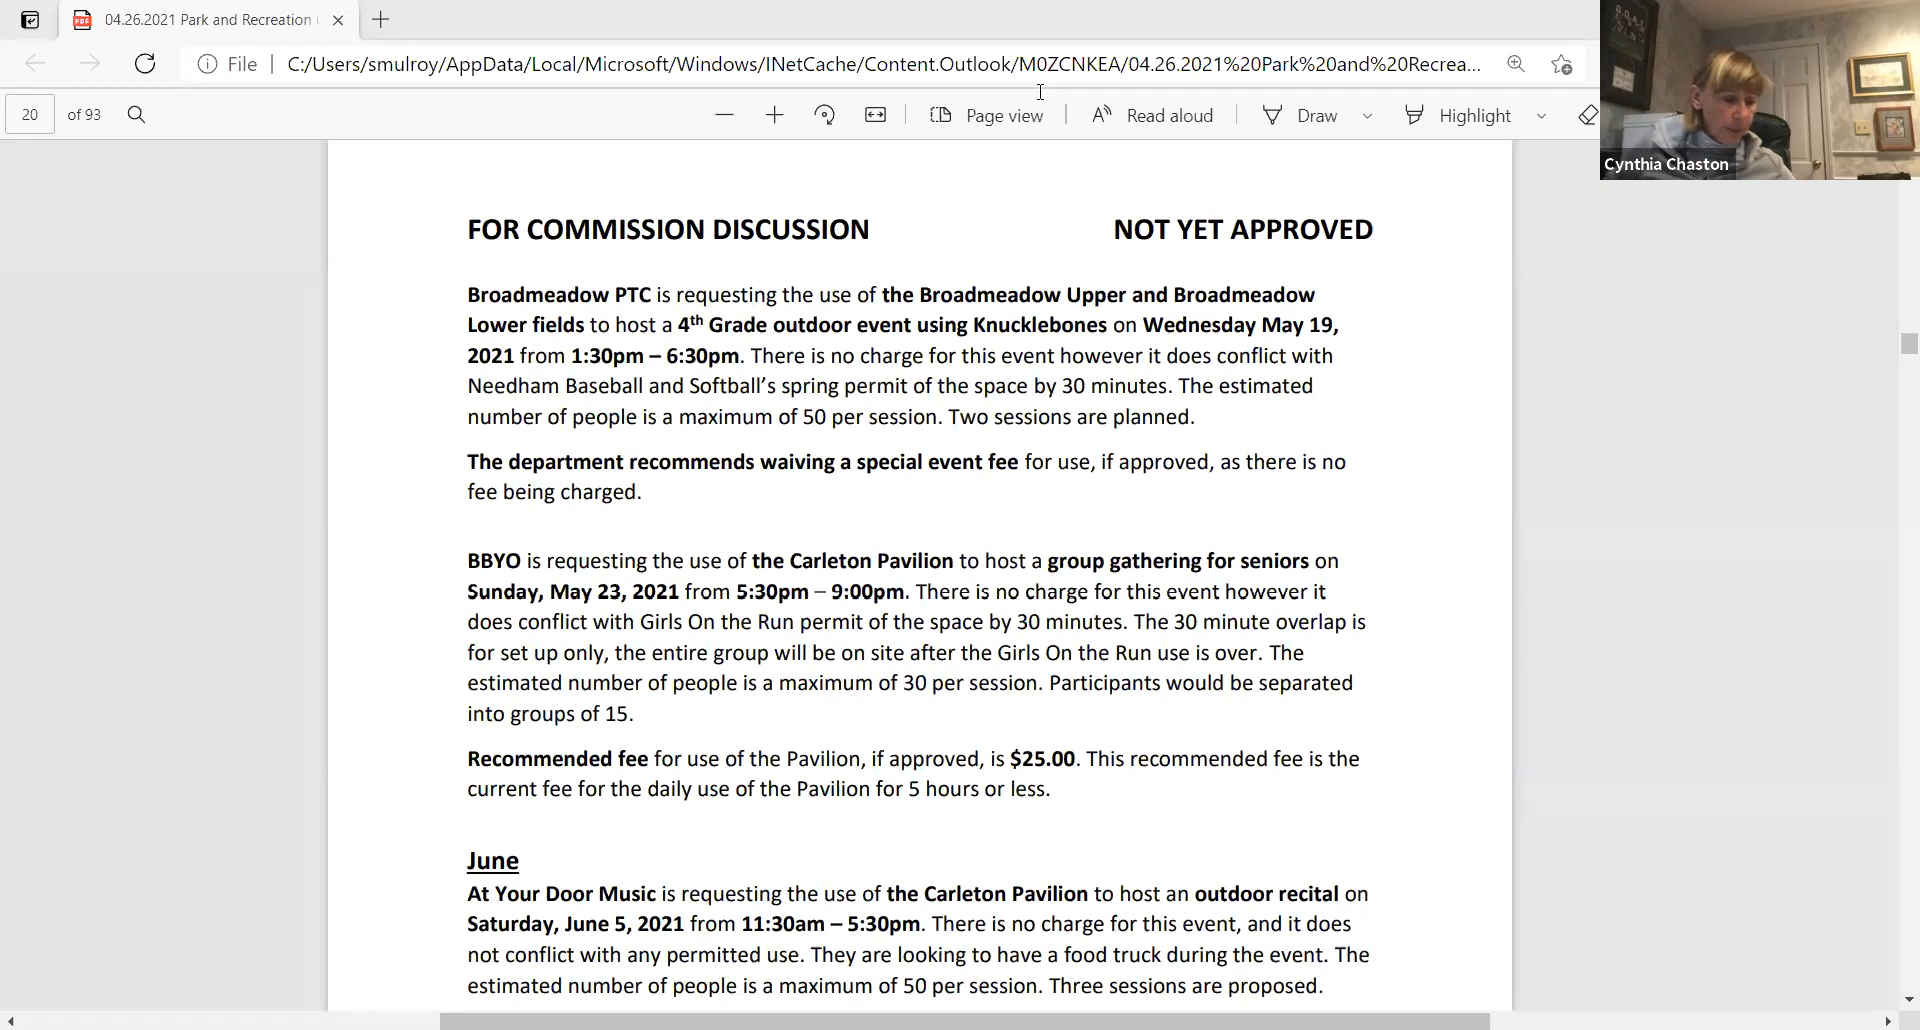 04.26.2021 Park and Recreation
File
C:/Users/smulroy/AppData/Local/Microsoft/Windows/INetCache/Content.Outlook/M0ZCNKEA/04.26.2021%20Park%20and%20Recrea...
20 of 93
Page view
Read aloud
Draw
Highlight
Cynthia Chaston
FOR COMMISSION DISCUSSION NOT YET APPROVED
Broadmeadow PTC is requesting the use of the Broadmeadow Upper and Broadmeadow
Lower fields to host a 4th Grade outdoor event using Knucklebones on Wednesday May 19,
2021 from 1:30pm – 6:30pm. There is no charge for this event however it does conflict with
Needham Baseball and Softball’s spring permit of the space by 30 minutes. The estimated
number of people is a maximum of 50 per session. Two sessions are planned.
The department recommends waiving a special event fee for use, if approved, as there is no
fee being charged.
BBYO is requesting the use of the Carleton Pavilion to host a group gathering for seniors on
Sunday, May 23, 2021 from 5:30pm – 9:00pm. There is no charge for this event however it
does conflict with Girls On the Run permit of the space by 30 minutes. The 30 minute overlap is
for set up only, the entire group will be on site after the Girls On the Run use is over. The
estimated number of people is a maximum of 30 per session. Participants would be separated
into groups of 15.
Recommended fee for use of the Pavilion, if approved, is $25.00. This recommended fee is the
current fee for the daily use of the Pavilion for 5 hours or less.
June
At Your Door Music is requesting the use of the Carleton Pavilion to host an outdoor recital on
Saturday, June 5, 2021 from 11:30am – 5:30pm. There is no charge for this event, and it does
not conflict with any permitted use. They are looking to have a food truck during the event. The
estimated number of people is a maximum of 50 per session. Three sessions are proposed.